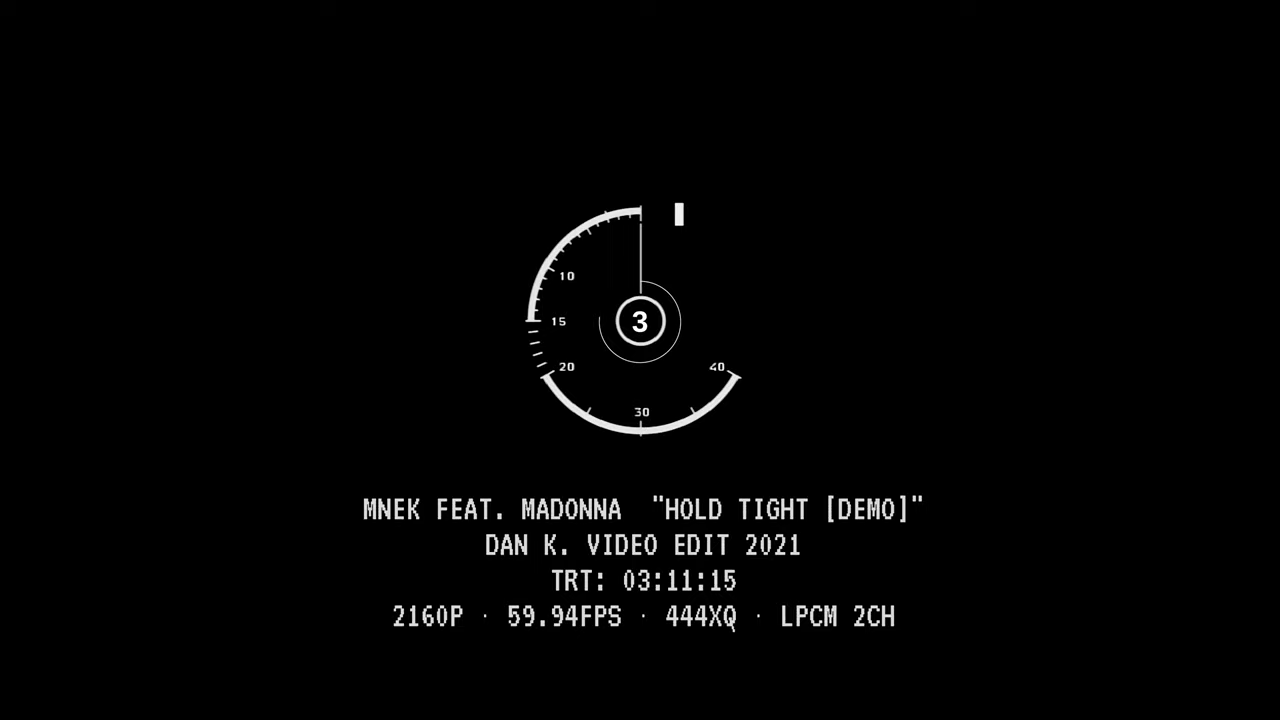 10
15
3
20
40
30
MNEK FEAT. MADONNA "HOLD TIGHT [DEMO]"
DAN K. VIDEO EDIT 2021
TRT: 03:11:15
2160P · 59.94FPS · 444XQ · LPCM 2CH